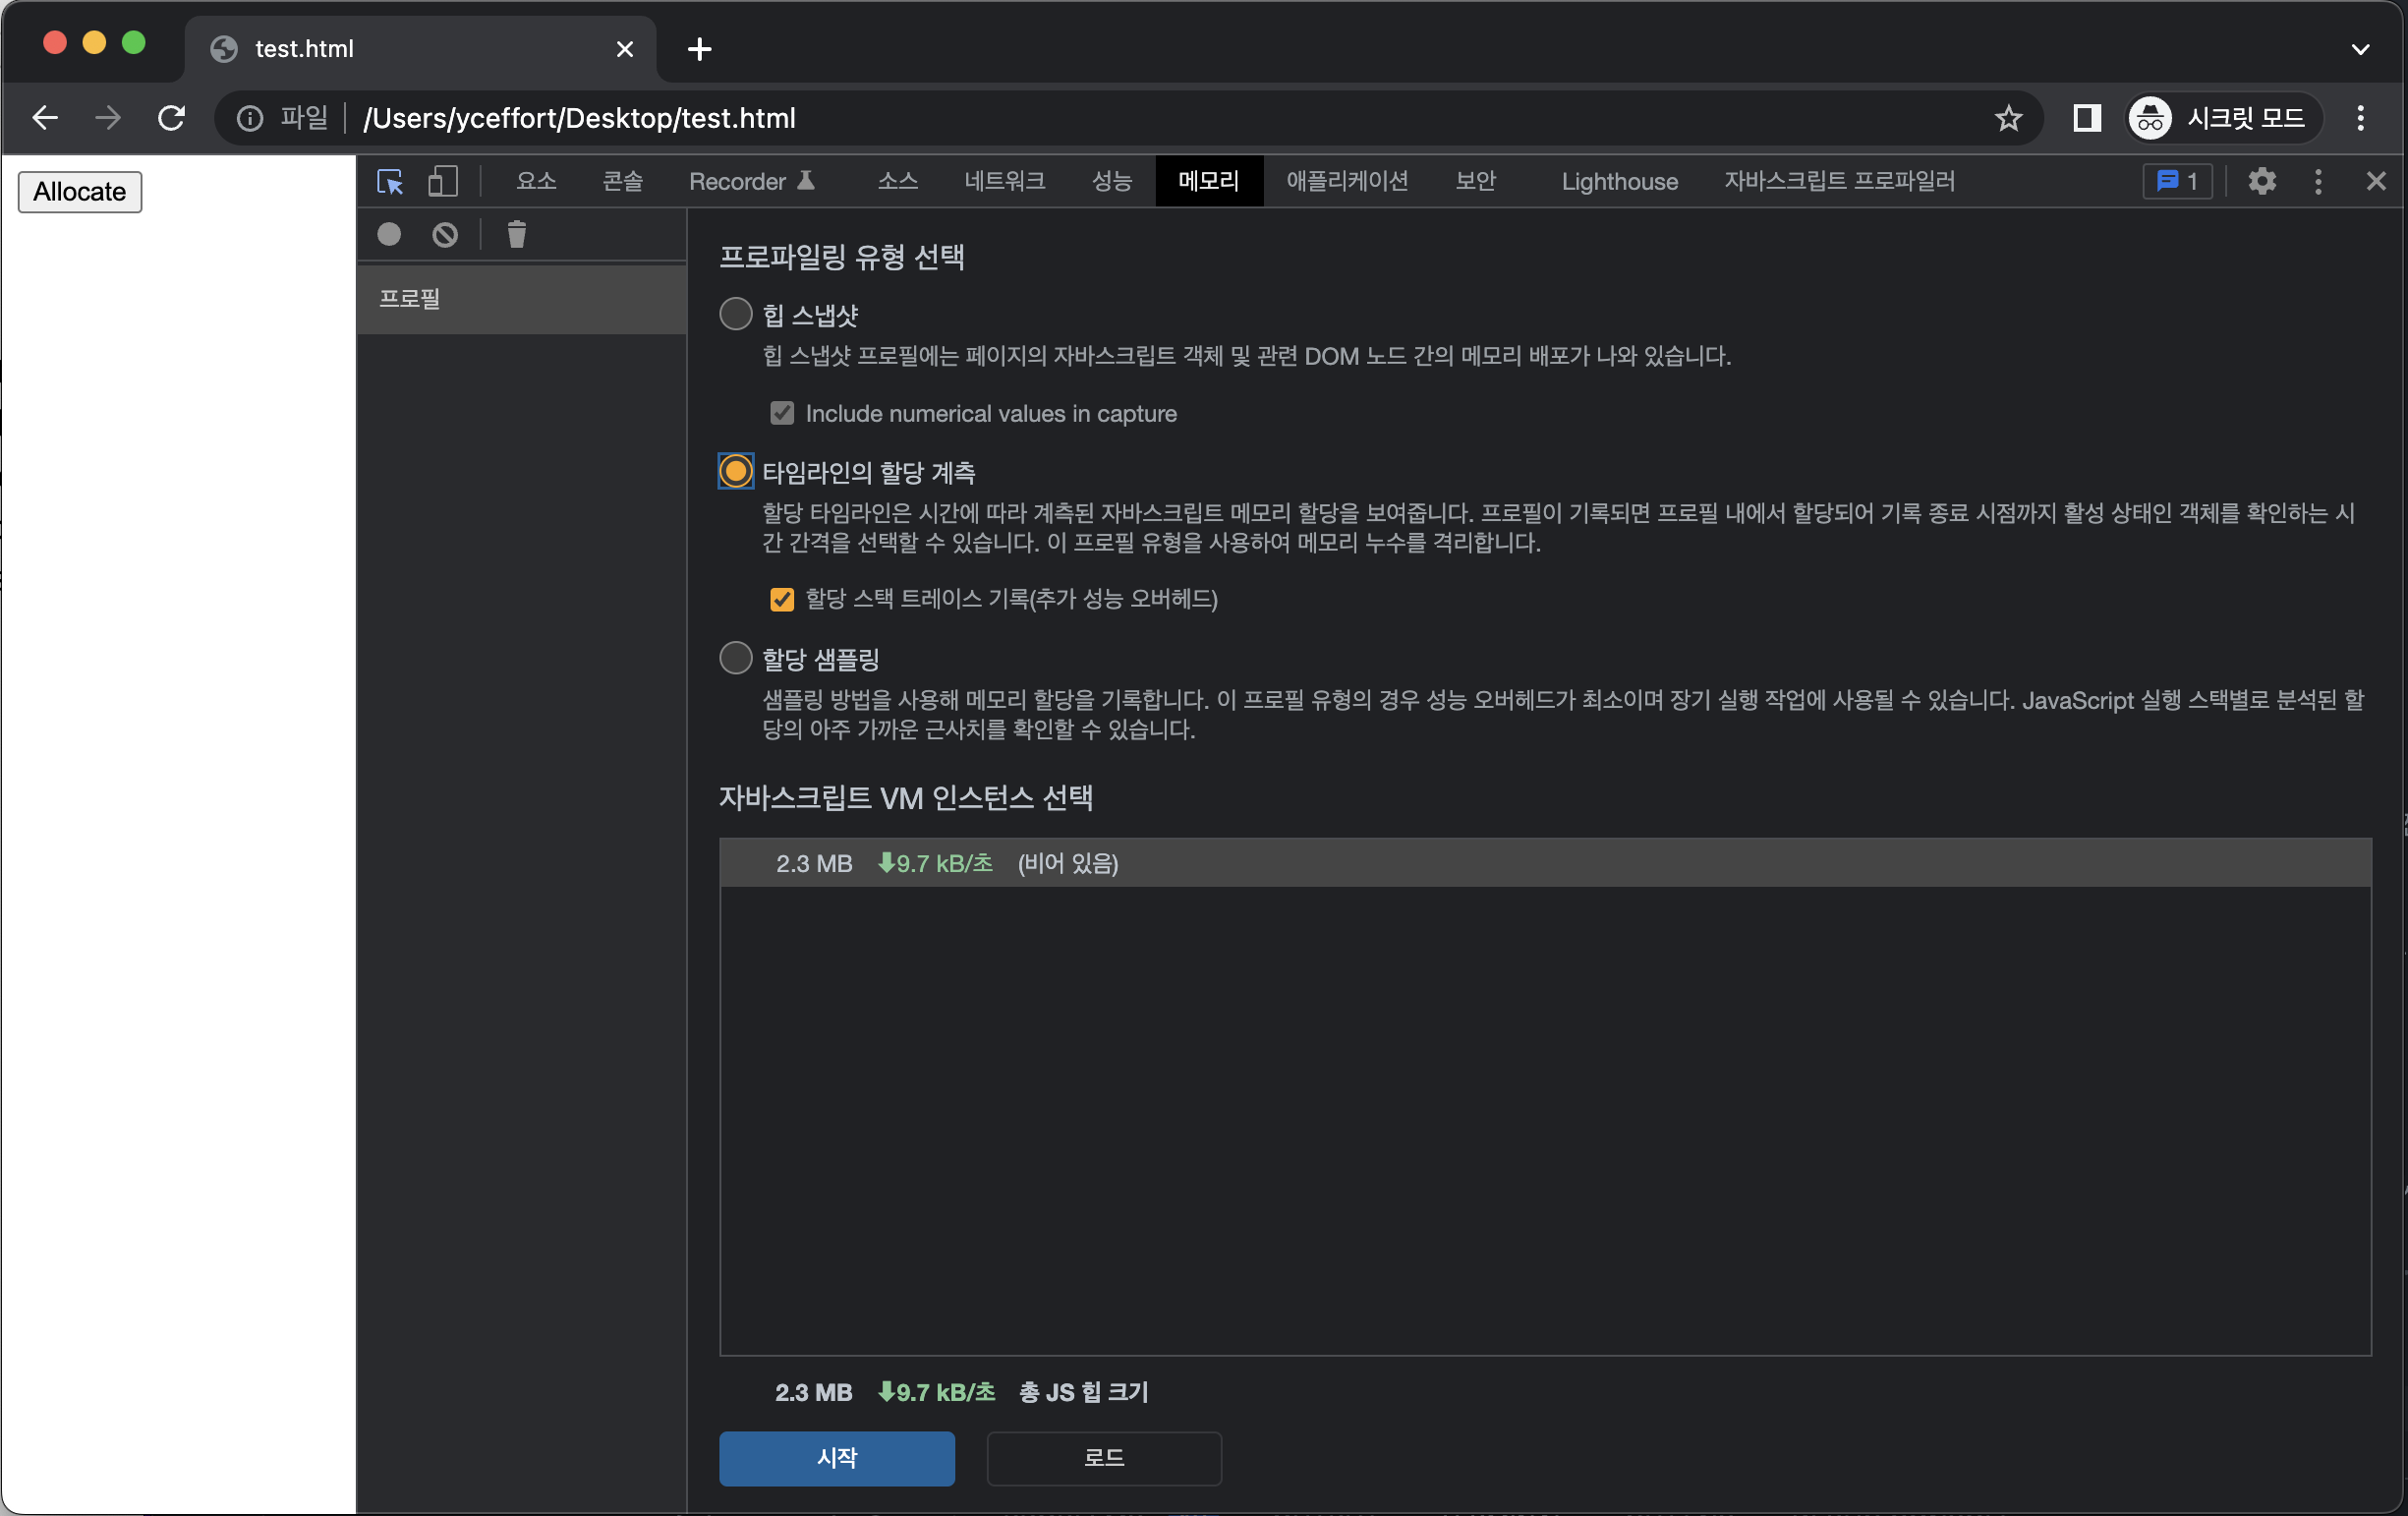 test.html
파일
/Users/yceffort/Desktop/test.html
시크릿 모드
Allocate
요소 콘솔 Recorder 소스 네트워크 성능 메모리 애플리케이션 보안 Lighthouse 자바스크립트 프로파일러 1
프로필
프로파일링 유형 선택
힙 스냅샷
힙 스냅샷 프로필에는 페이지의 자바스크립트 객체 및 관련 DOM 노드 간의 메모리 배포가 나와 있습니다.
Include numerical values in capture
타임라인의 할당 계측
할당 타임라인은 시간에 따라 계측된 자바스크립트 메모리 할당을 보여줍니다. 프로필이 기록되면 프로필 내에서 할당되어 기록 종료 시점까지 활성 상태인 객체를 확인하는 시
간 간격을 선택할 수 있습니다. 이 프로필 유형을 사용하여 메모리 누수를 격리합니다.
할당 스택 트레이스 기록(추가 성능 오버헤드)
할당 샘플링
샘플링 방법을 사용해 메모리 할당을 기록합니다. 이 프로필 유형의 경우 성능 오버헤드가 최소이며 장기 실행 작업에 사용될 수 있습니다. JavaScript 실행 스택별로 분석된 할
당의 아주 가까운 근사치를 확인할 수 있습니다.
자바스크립트 VM 인스턴스 선택
2.3 MB 9.7 kB/초 (비어 있음)
2.3 MB 9.7 kB/초 총 JS 힙 크기
시작 로드